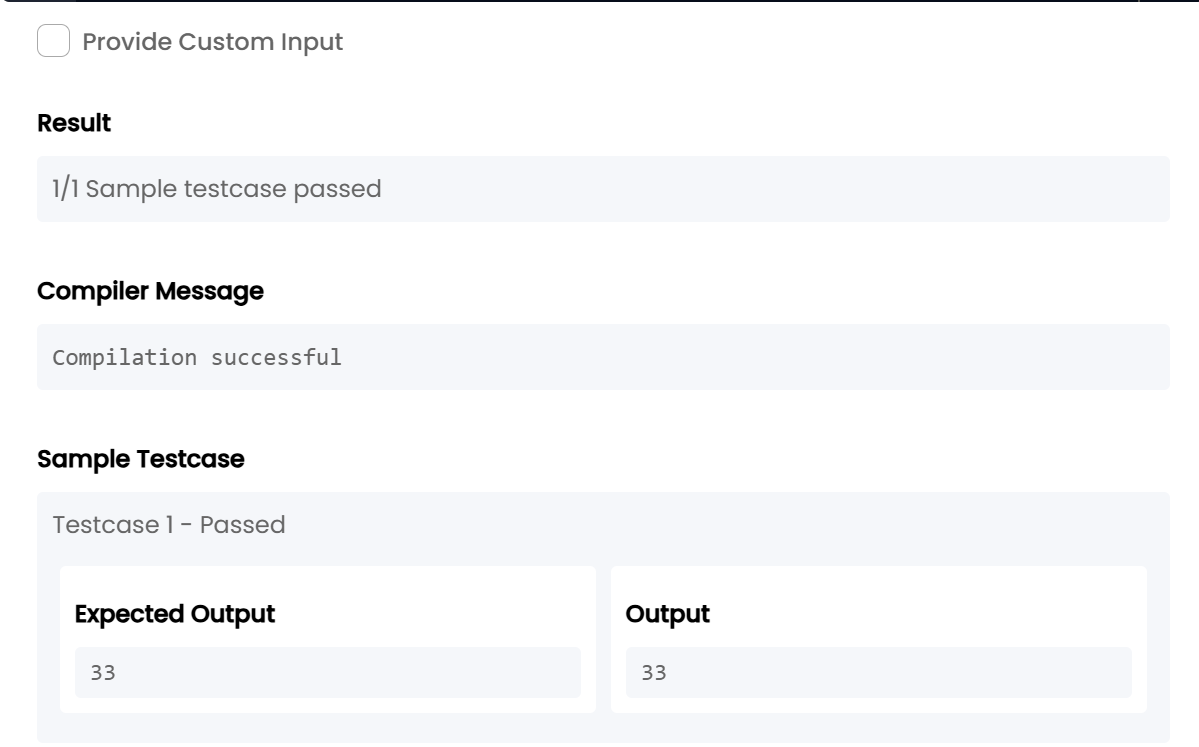 Provide Custom Input
Result
1/1 Sample testcase passed
Compiler Message
Compilation successful
Sample Testcase
Testcase 1 - Passed
Expected Output
33
Output
33